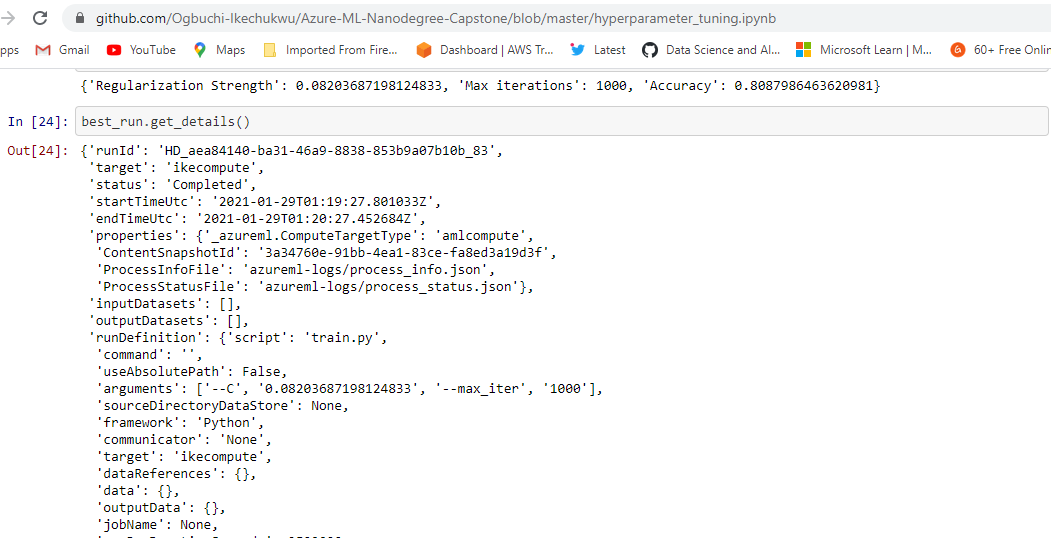 github.com/Ogbuchi-Ikechukwu/Azure-ML-Nanodegree-Capstone/blob/master/hyperparameter_tuning.ipynb
pps Gmail YouTube Maps Imported From Fire... Dashboard | AWS Tr... Latest Data Science and Al... Microsoft Learn | M... 60+ Free Onlin
{'Regularization Strength': 0.08203687198124833, 'Max iterations': 1000, 'Accuracy': 0.8087986463620981}
In [24]: best_run.get_details()
Out[24]: {'runId': 'HD_aea84140-ba31-46a9-8838-853b9a07b10b_83',
'target': 'ikecompute',
'status': 'Completed',
'startTimeUtc': '2021-01-29T01:19:27.801033Z',
'endTimeUtc': '2021-01-29T01:20:27.452684Z',
'properties': {'_azureml.ComputeTargetType': 'amlcompute',
'ContentSnapshotId': '3a34760e-91bb-4ea1-83ce-fa8ed3a19d3f',
'ProcessInfoFile': 'azureml-logs/process_info.json',
'ProcessStatusFile': 'azureml-logs/process_status.json'},
'inputDatasets': [],
'outputDatasets': [],
'runDefinition': {'script': 'train.py',
'command': '',
'useAbsolutePath': False,
'arguments': ['--C', '0.08203687198124833', '--max_iter', '1000'],
'sourceDirectoryDataStore': None,
'framework': 'Python',
'communicator': 'None',
'target': 'ikecompute',
'dataReferences': {},
'data': {},
'outputData': {},
'jobName': None,